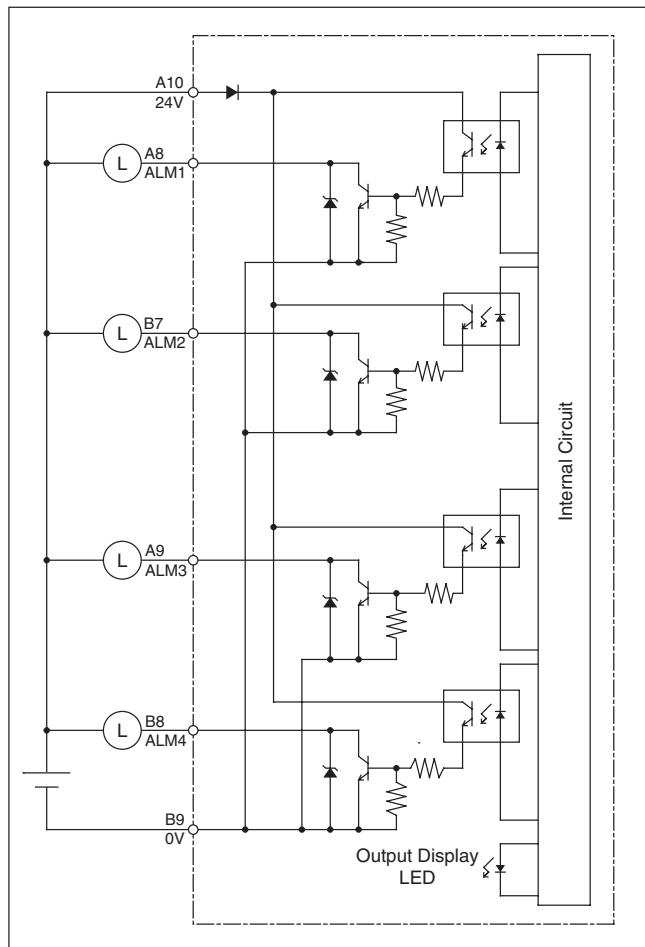 A10
24V
L
A8
ALM1
L
B7
ALM2
L
A9
ALM3
L
B8
ALM4
B9
0V
Internal Circuit
Output Display
LED